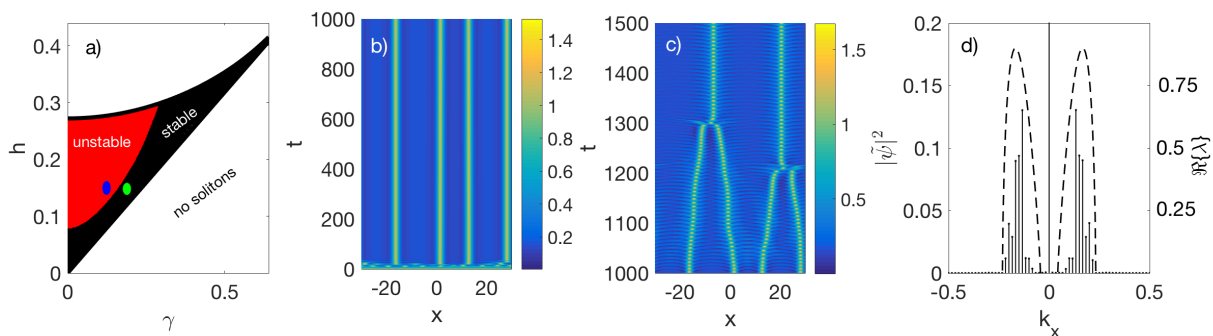 a)
unstable
stable
no solitons
h
0.4
0.3
0.2
0.1
0
0
0.5
γ
b)
t
1000
800
600
400
200
0
-20
0
20
x
1.4
1.2
1
0.8
0.6
0.4
0.2
c)
t
1500
1400
1300
1200
1100
1000
-20
0
20
x
1.5
1
0.5
d)
|ψ̃|²
0.2
0.15
0.1
0.05
0
-0.5
0
0.5
kₓ
0.75
0.5
0.25
ℜ{λ}